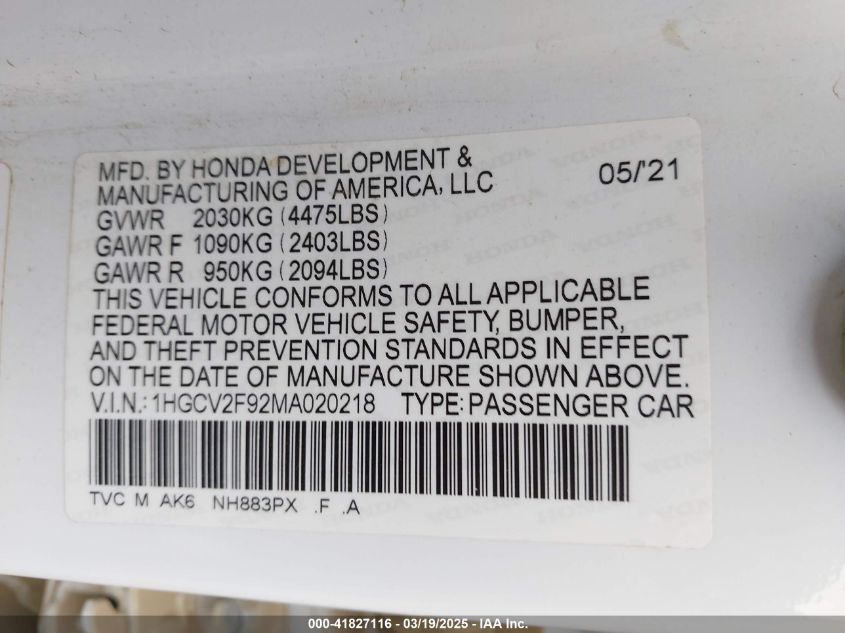 MFD. BY HONDA DEVELOPMENT &
MANUFACTURING OF AMERICA, LLC
05/'21
GVWR 2030KG (4475LBS)
GAWR F 1090KG (2403LBS)
GAWR R 950KG (2094LBS)
THIS VEHICLE CONFORMS TO ALL APPLICABLE
FEDERAL MOTOR VEHICLE SAFETY, BUMPER,
AND THEFT PREVENTION STANDARDS IN EFFECT
ON THE DATE OF MANUFACTURE SHOWN ABOVE.
V.I.N.: 1HGCV2F92MA020218 TYPE: PASSENGER CAR
TVC M AK6 NH883PX .F .A
000-41827116 - 03/19/2025 - IAA Inc.